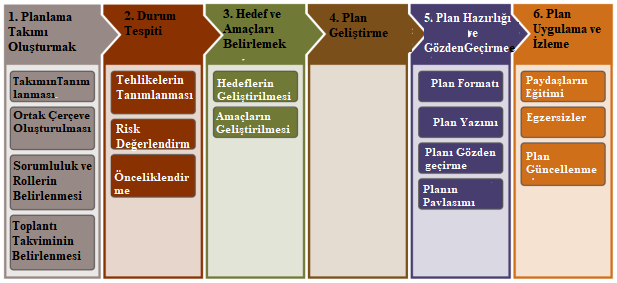 1. Planlama
Takımı
Oluşturmak
TakımınTanım
lanması.
Ortak Çerçeve
Oluşturulması
Sorumluluk ve
Rollerin
Belirlenmesi
Toplantı
Takviminin
Belirlenmesi
2. Durum
Tespiti
Tehlikelerin
Tanımlanması
Risk
Değerlendirm
Önceliklendir
me
3. Hedef ve
Amaçları
Belirlemek
Hedeflerin
Geliştirilmesi
Amaçların
Geliştirilmesi
4. Plan
Geliştirme
5. Plan Hazırlığı
ve
GözdenGeçirme
Plan Formatı
Plan Yazımı
Planı Gözden
geçirme
Planın
Pavlasımı
6. Plan
Uygulama ve
İzleme
Paydaşların
Eğitimi
Egzersizler
Plan
Güncellenme